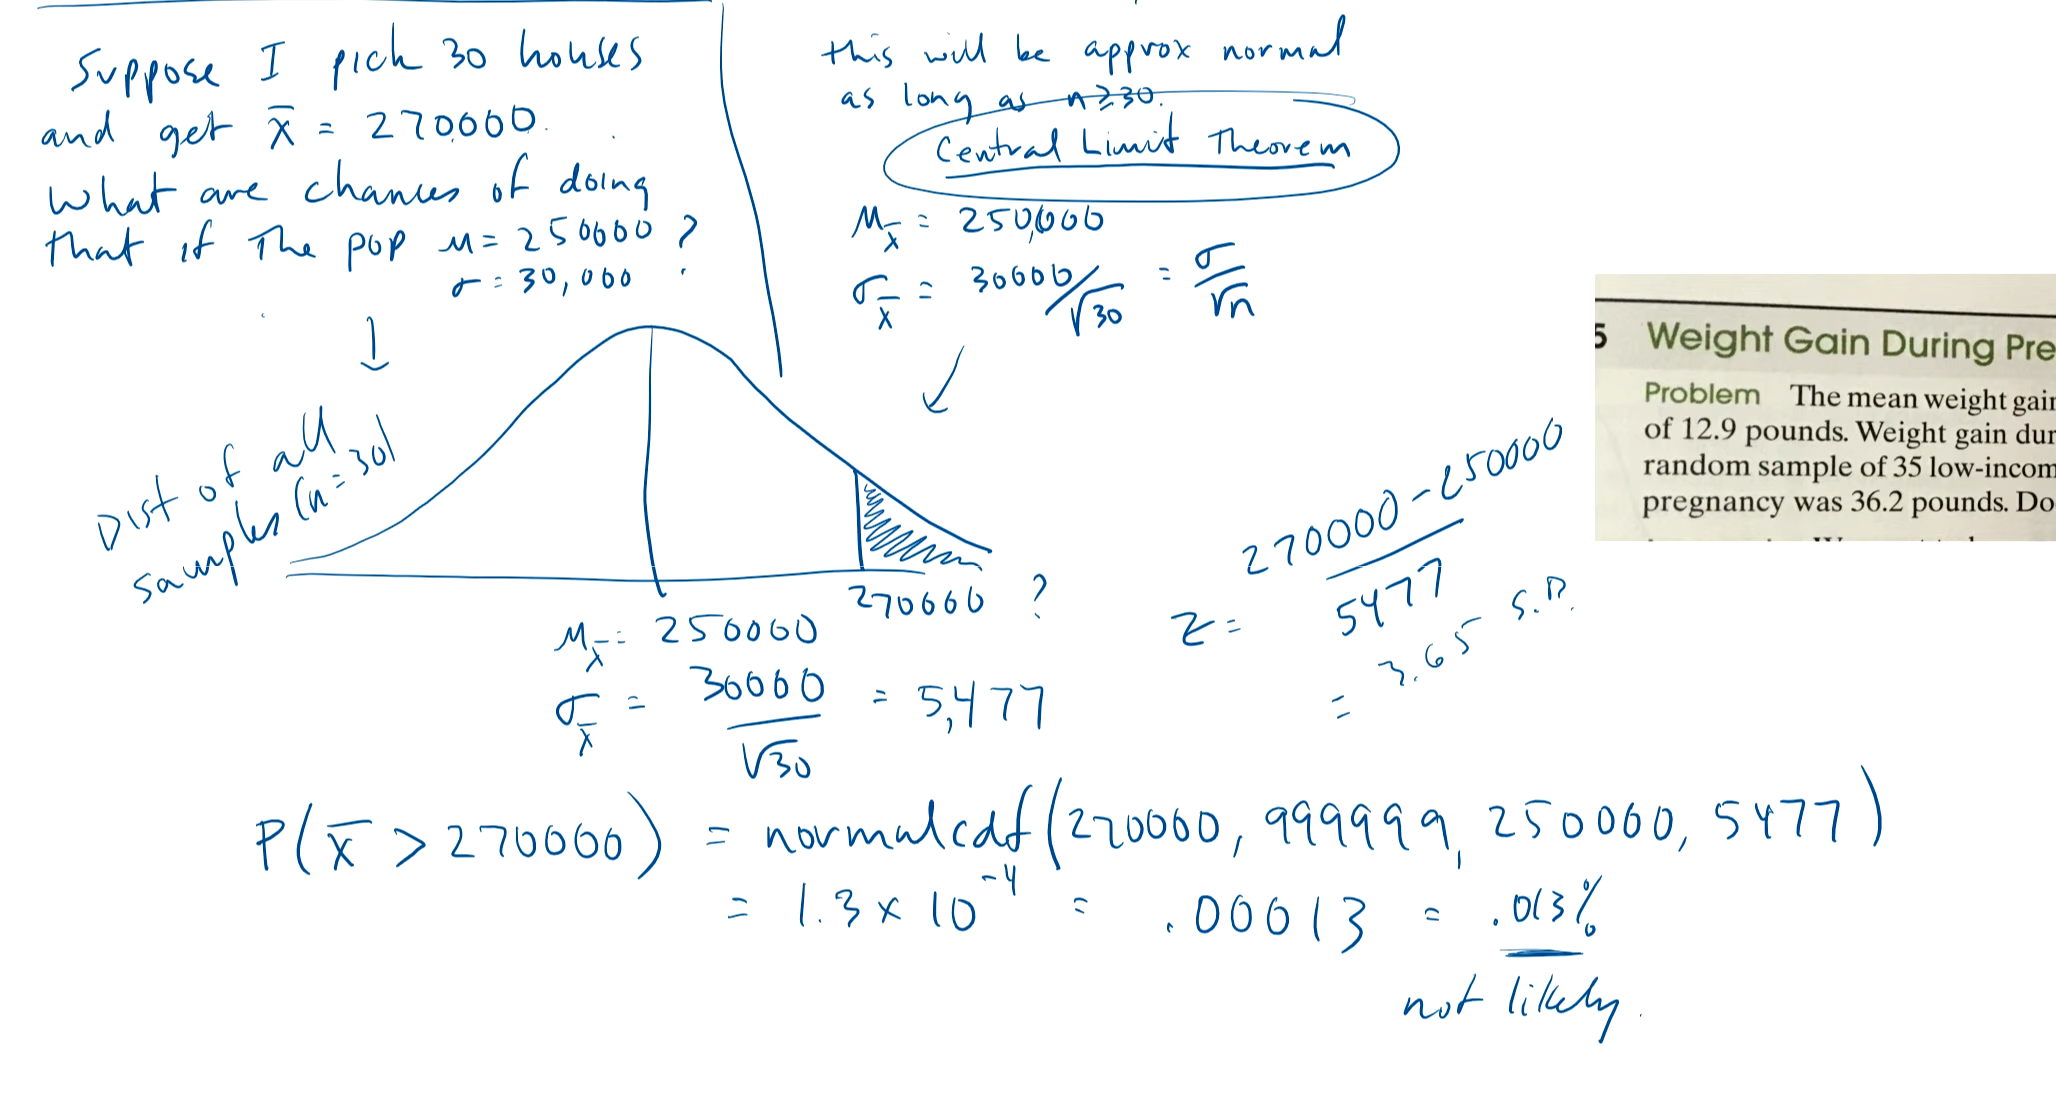 Suppose I pick 30 houses
and get x̄ = 270,000.
What are chances of doing
that if the pop μ = 250000 ?
σ = 30,000
this will be approx normal
as long as n ≥ 30.
Central Limit Theorem
μx̄ = 250,000
σx̄ = 30000/√30 = σ/√n
Dist of all
samples (n=30)
270000 ?
μx̄ = 250000
σx̄ = 30000/√30 = 5,477
z = (270000 - 250000)/5477
= 3.65 S.D.
5 Weight Gain During Pre
Problem The mean weight gain
of 12.9 pounds. Weight gain dur
random sample of 35 low-incom
pregnancy was 36.2 pounds. Do
P(x̄ > 270000) = normalcdf(270000, 999999, 250000, 5477)
= 1.3 x 10⁻⁴ = .00013 = .013%
not likely.